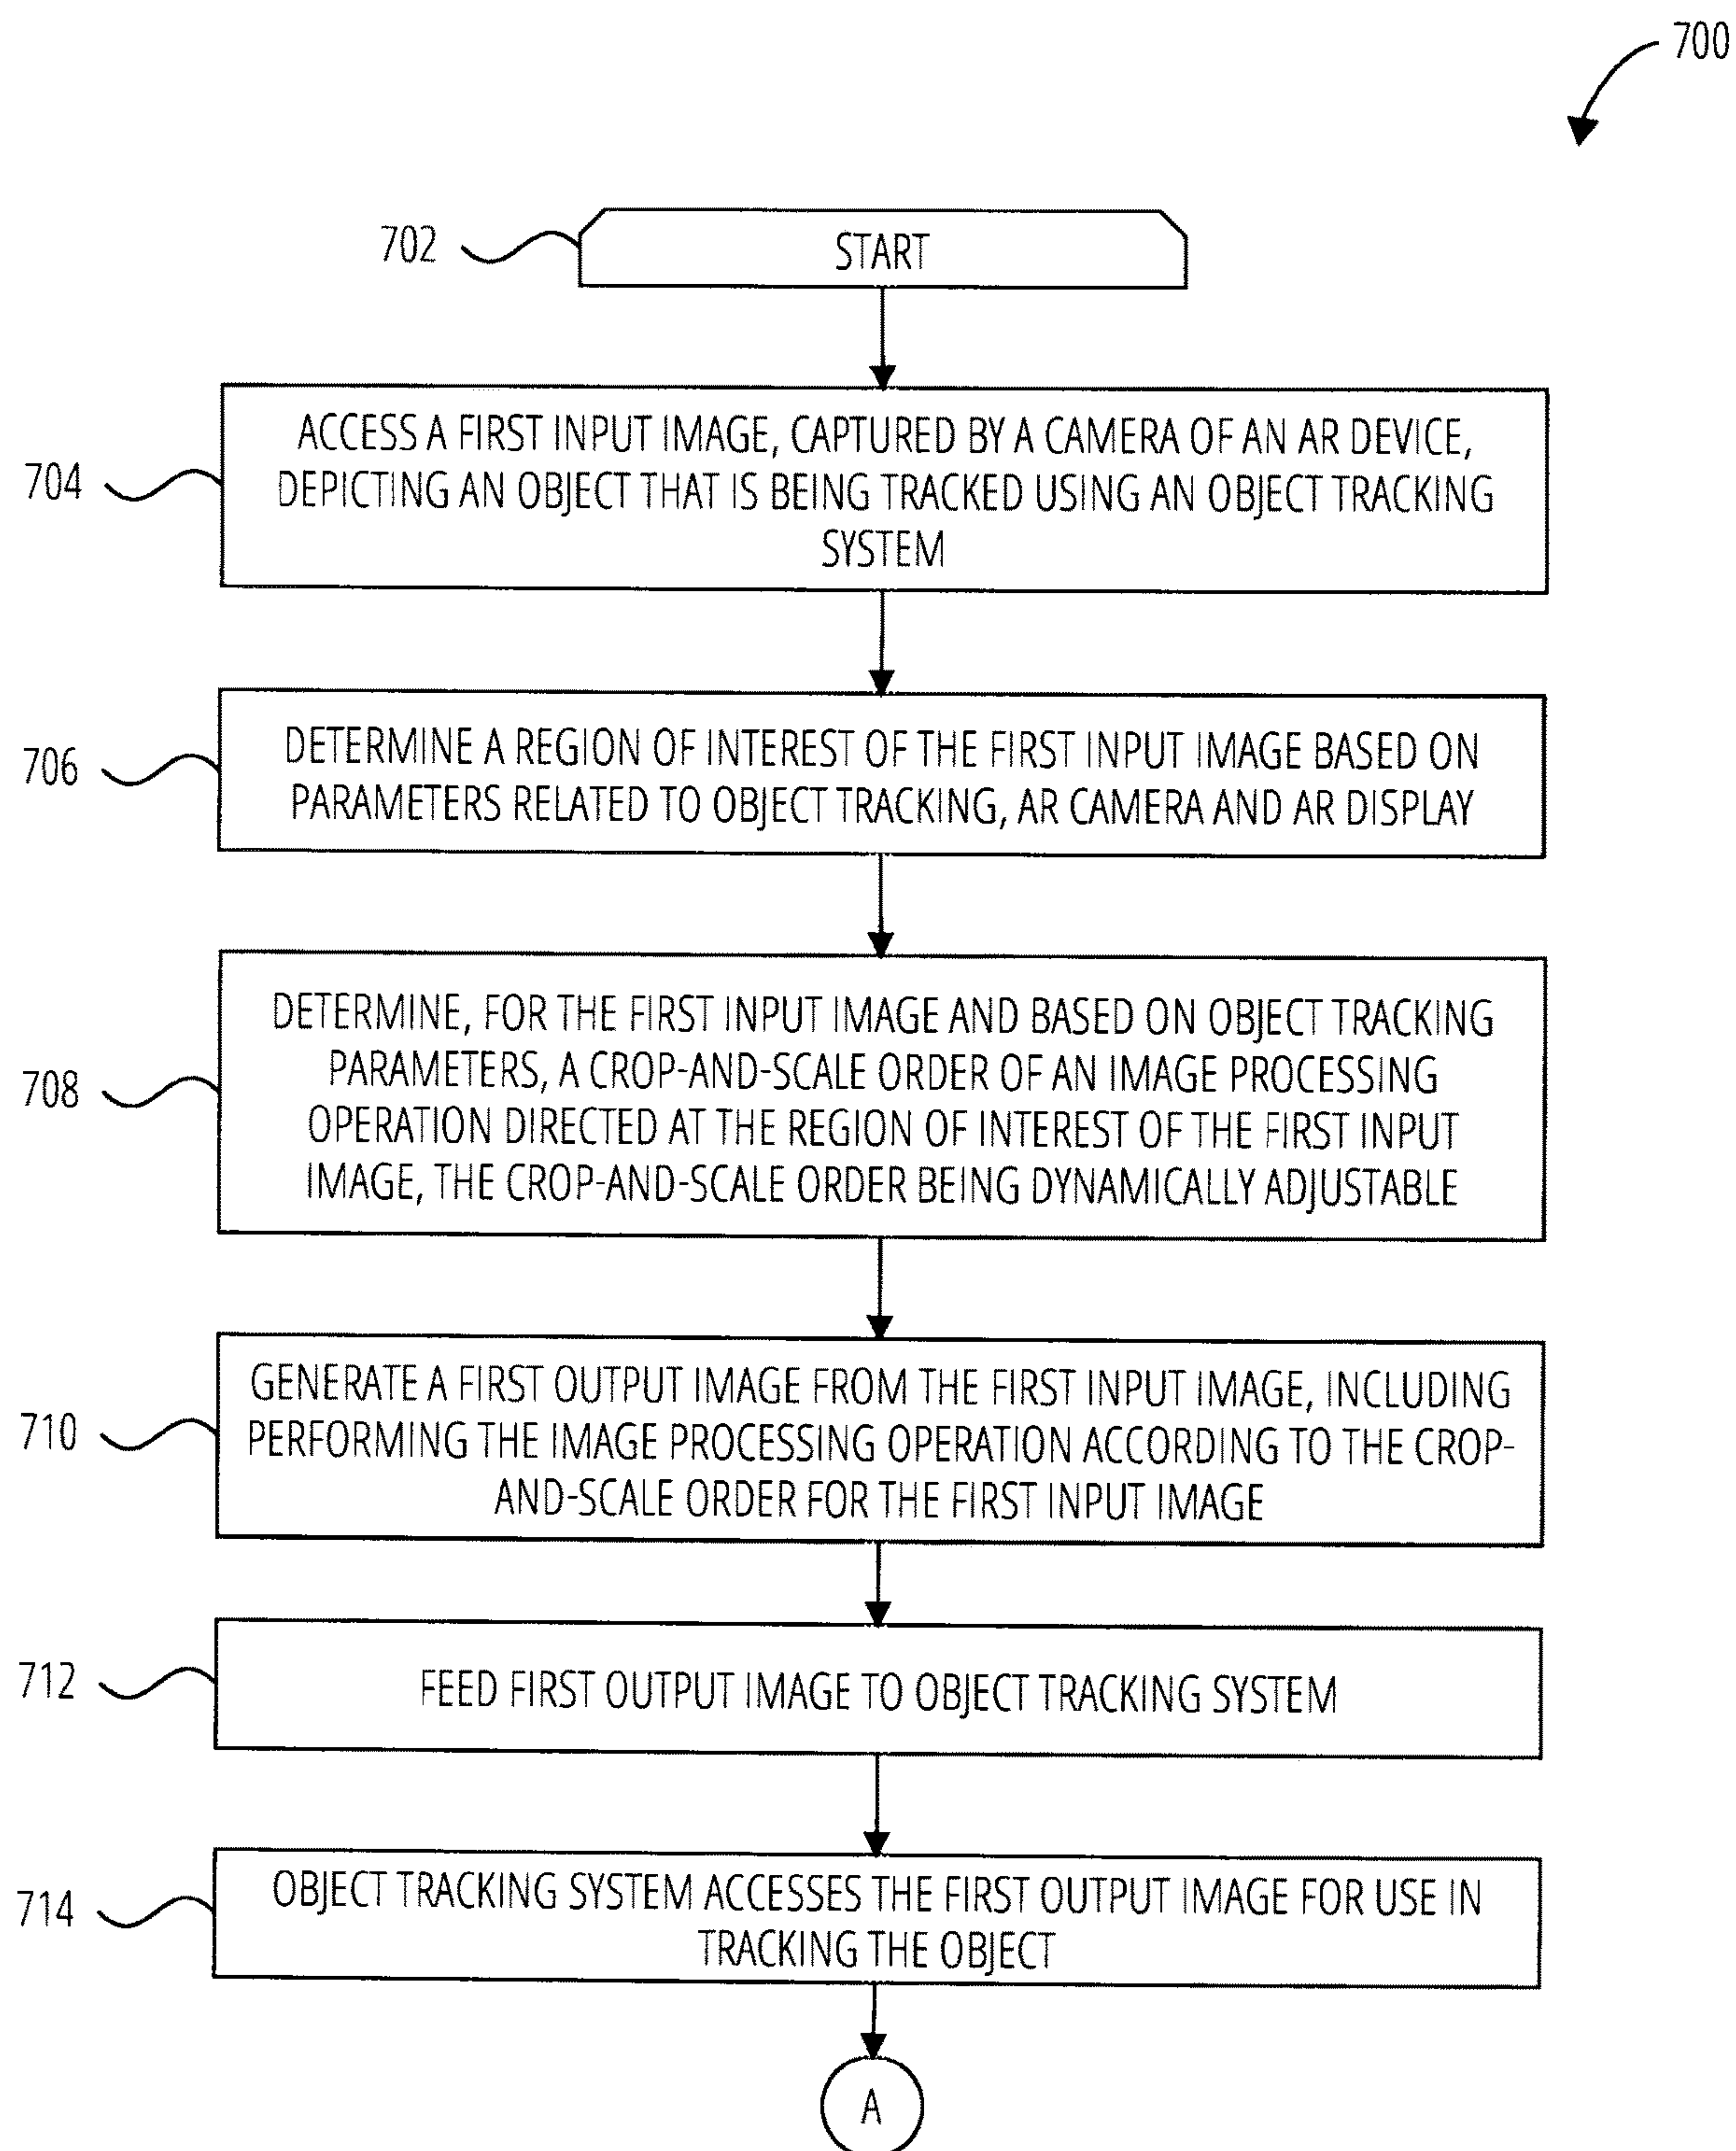 700
702
START
704
ACCESS A FIRST INPUT IMAGE, CAPTURED BY A CAMERA OF AN AR DEVICE,
DEPICTING AN OBJECT THAT IS BEING TRACKED USING AN OBJECT TRACKING
SYSTEM
706
DETERMINE A REGION OF INTEREST OF THE FIRST INPUT IMAGE BASED ON
PARAMETERS RELATED TO OBJECT TRACKING, AR CAMERA AND AR DISPLAY
708
DETERMINE, FOR THE FIRST INPUT IMAGE AND BASED ON OBJECT TRACKING
PARAMETERS, A CROP-AND-SCALE ORDER OF AN IMAGE PROCESSING
OPERATION DIRECTED AT THE REGION OF INTEREST OF THE FIRST INPUT
IMAGE, THE CROP-AND-SCALE ORDER BEING DYNAMICALLY ADJUSTABLE
710
GENERATE A FIRST OUTPUT IMAGE FROM THE FIRST INPUT IMAGE, INCLUDING
PERFORMING THE IMAGE PROCESSING OPERATION ACCORDING TO THE CROP-
AND-SCALE ORDER FOR THE FIRST INPUT IMAGE
712
FEED FIRST OUTPUT IMAGE TO OBJECT TRACKING SYSTEM
714
OBJECT TRACKING SYSTEM ACCESSES THE FIRST OUTPUT IMAGE FOR USE IN
TRACKING THE OBJECT
A